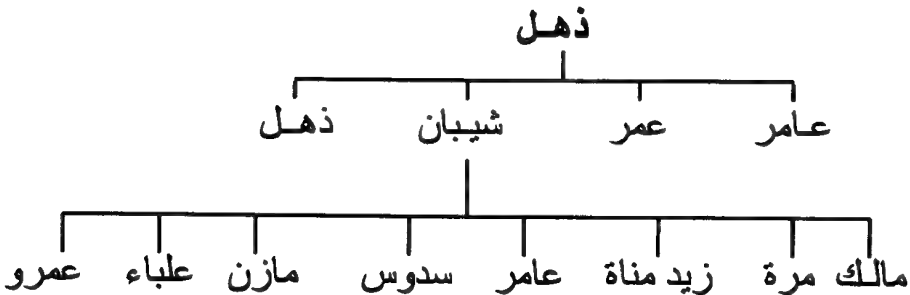 ذهل
عامر عمر شيبان ذهل
مالك مرة زيد مناة عامر سدوس مازن علباء عمرو